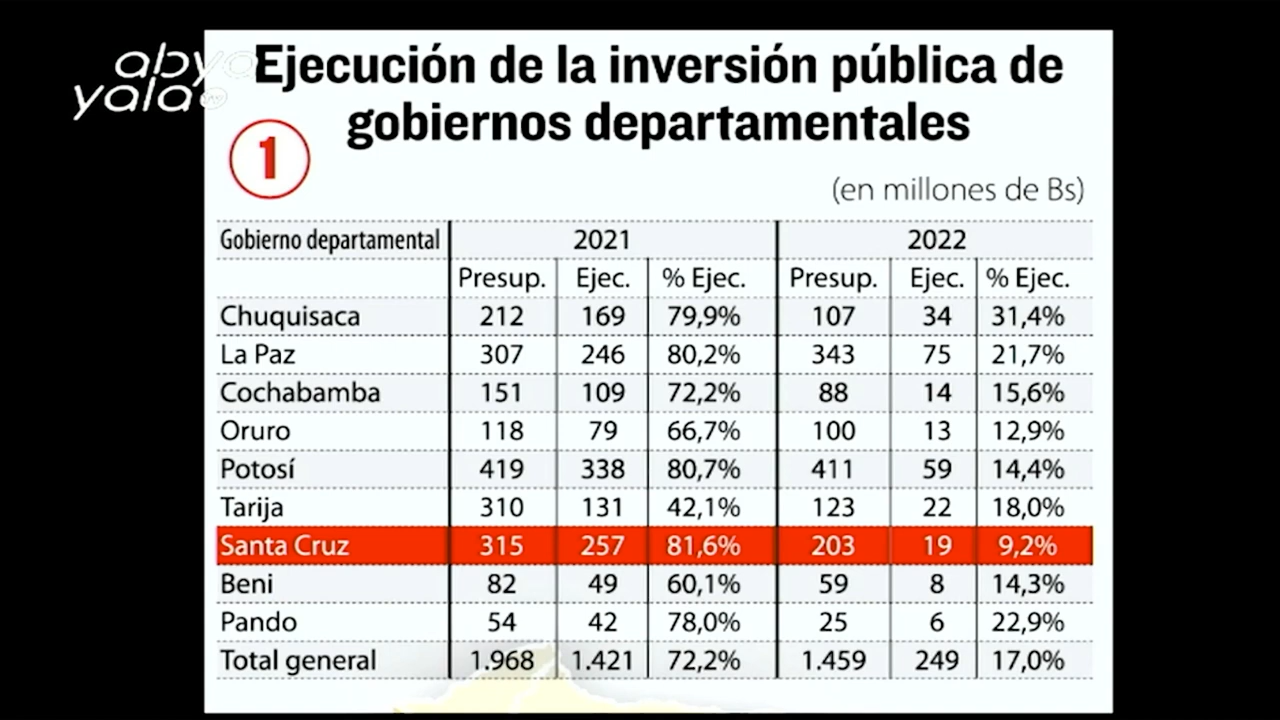 abya
yala
TV
Ejecución de la inversión pública de
gobiernos departamentales
1
(en millones de Bs)
Gobierno departamental 2021 2022
Presup. Ejec. % Ejec. Presup. Ejec. % Ejec.
Chuquisaca 212 169 79,9% 107 34 31,4%
La Paz 307 246 80,2% 343 75 21,7%
Cochabamba 151 109 72,2% 88 14 15,6%
Oruro 118 79 66,7% 100 13 12,9%
Potosí 419 338 80,7% 411 59 14,4%
Tarija 310 131 42,1% 123 22 18,0%
Santa Cruz 315 257 81,6% 203 19 9,2%
Beni 82 49 60,1% 59 8 14,3%
Pando 54 42 78,0% 25 6 22,9%
Total general 1.968 1.421 72,2% 1.459 249 17,0%